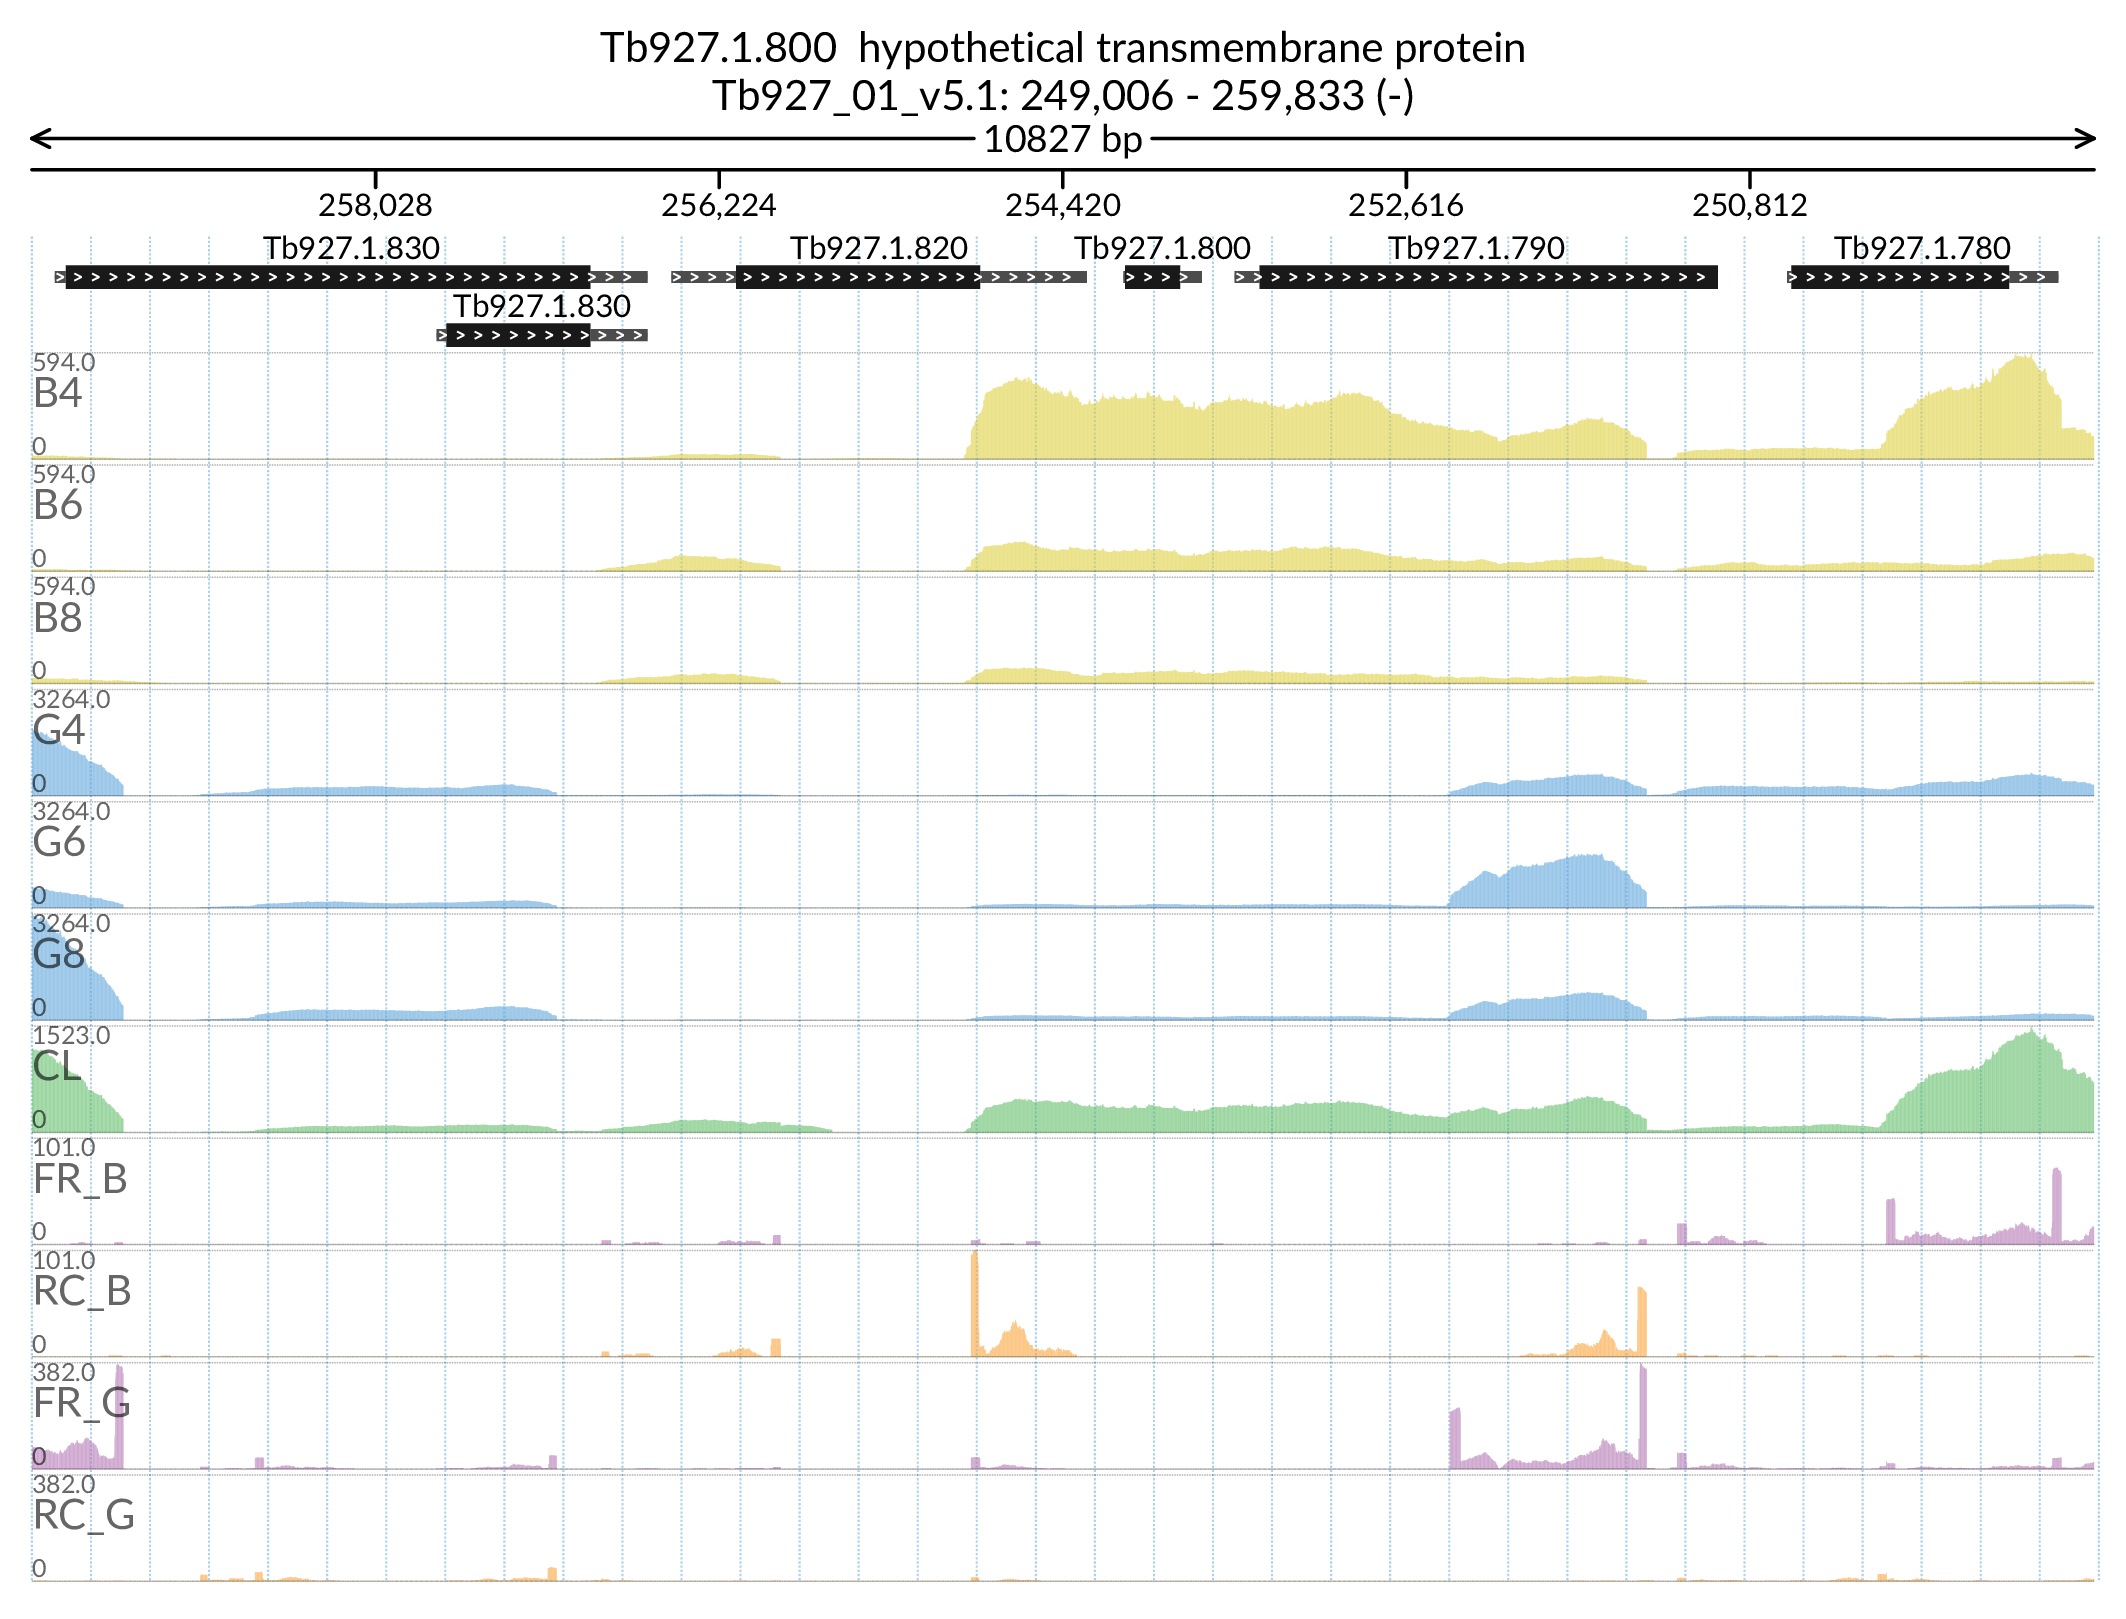 Tb927.1.800  hypothetical transmembrane protein
Tb927_01_v5.1: 249,006 - 259,833 (-)
10827 bp
258,028 256,224 254,420 252,616 250,812
Tb927.1.830 Tb927.1.820 Tb927.1.800 Tb927.1.790 Tb927.1.780
Tb927.1.830
594.0
B4
0
594.0
B6
0
594.0
B8
0
3264.0
G4
0
3264.0
G6
0
3264.0
G8
0
1523.0
CL
0
101.0
FR_B
0
101.0
RC_B
0
382.0
FR_G
0
382.0
RC_G
0